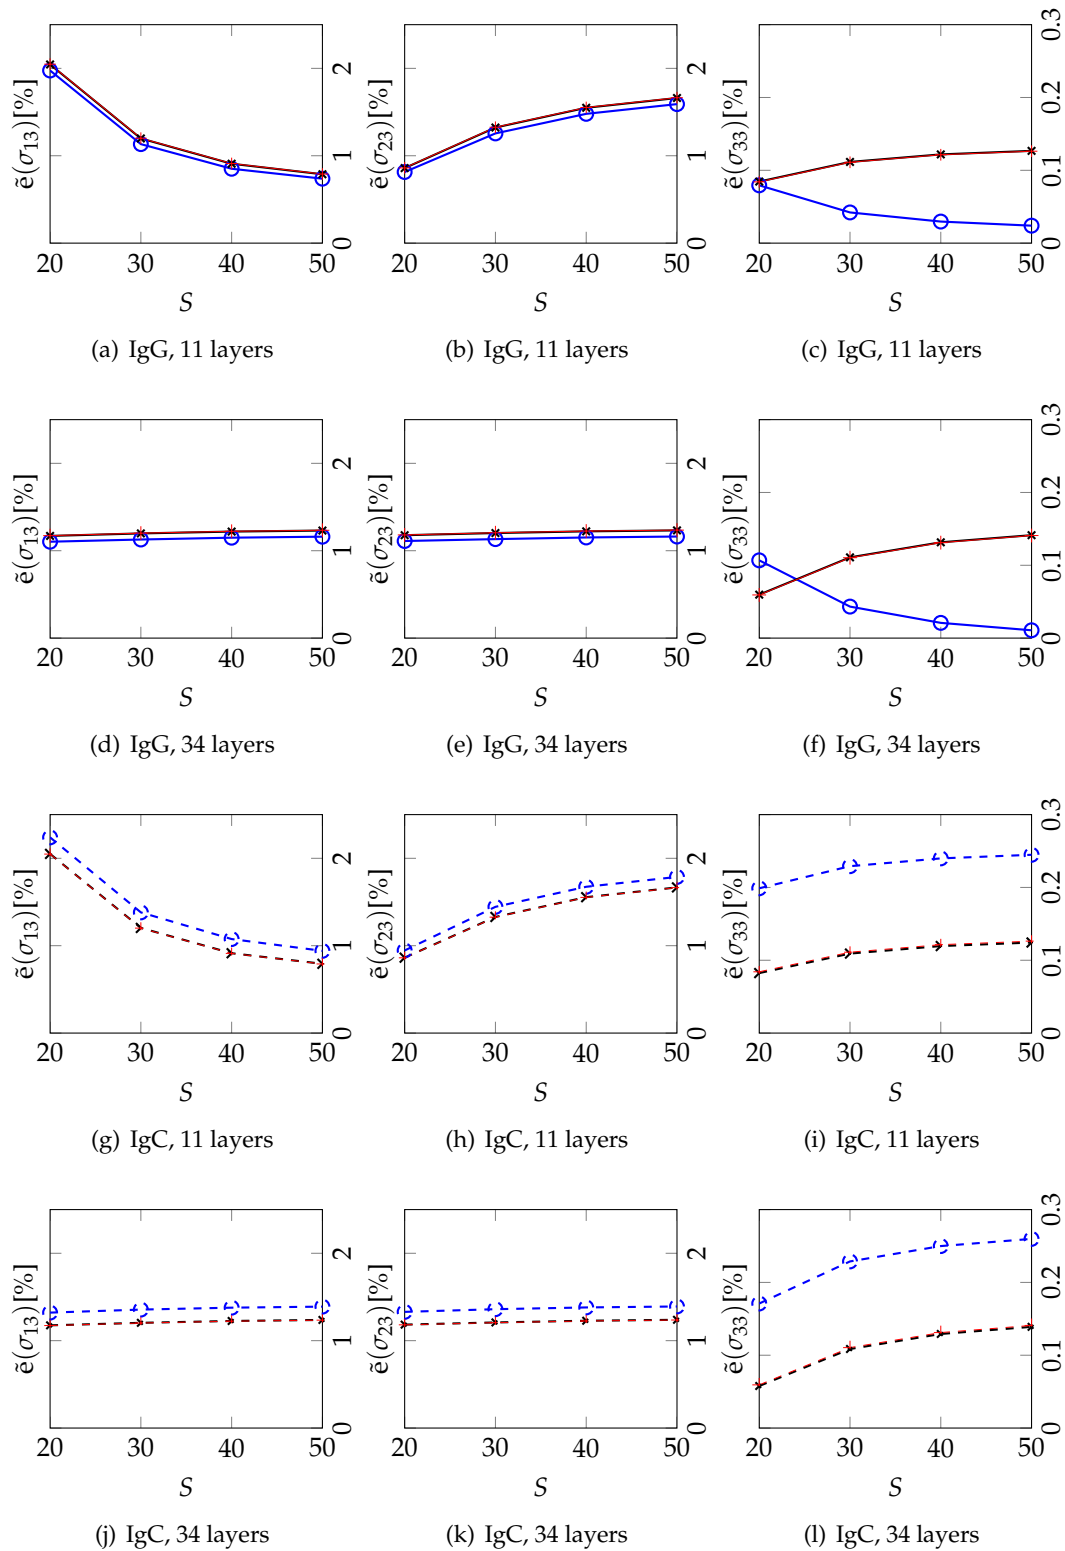 ẽ(σ13)[%]
0 1 2
20 30 40 50
S
(a) IgG, 11 layers
ẽ(σ23)[%]
0 1 2
20 30 40 50
S
(b) IgG, 11 layers
ẽ(σ33)[%]
0 0.1 0.2 0.3
20 30 40 50
S
(c) IgG, 11 layers
ẽ(σ13)[%]
0 1 2
20 30 40 50
S
(d) IgG, 34 layers
ẽ(σ23)[%]
0 1 2
20 30 40 50
S
(e) IgG, 34 layers
ẽ(σ33)[%]
0 0.1 0.2 0.3
20 30 40 50
S
(f) IgG, 34 layers
ẽ(σ13)[%]
0 1 2
20 30 40 50
S
(g) IgC, 11 layers
ẽ(σ23)[%]
0 1 2
20 30 40 50
S
(h) IgC, 11 layers
ẽ(σ33)[%]
0 0.1 0.2 0.3
20 30 40 50
S
(i) IgC, 11 layers
ẽ(σ13)[%]
0 1 2
20 30 40 50
S
(j) IgC, 34 layers
ẽ(σ23)[%]
0 1 2
20 30 40 50
S
(k) IgC, 34 layers
ẽ(σ33)[%]
0 0.1 0.2 0.3
20 30 40 50
S
(l) IgC, 34 layers